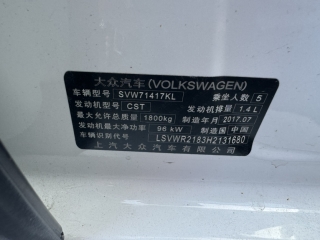 大众汽车(VOLKSWAGEN)
车辆型号 SVW71417KL 乘坐人数 5
发动机型号 CST 发动机排量 1.4 L
最大允许总质量 1800kg 制造年月 2017.07
发动机最大净功率 96 kW 制造国 中国
车辆识别代号 LSVWR2183H2131680
上汽大众汽车有限公司